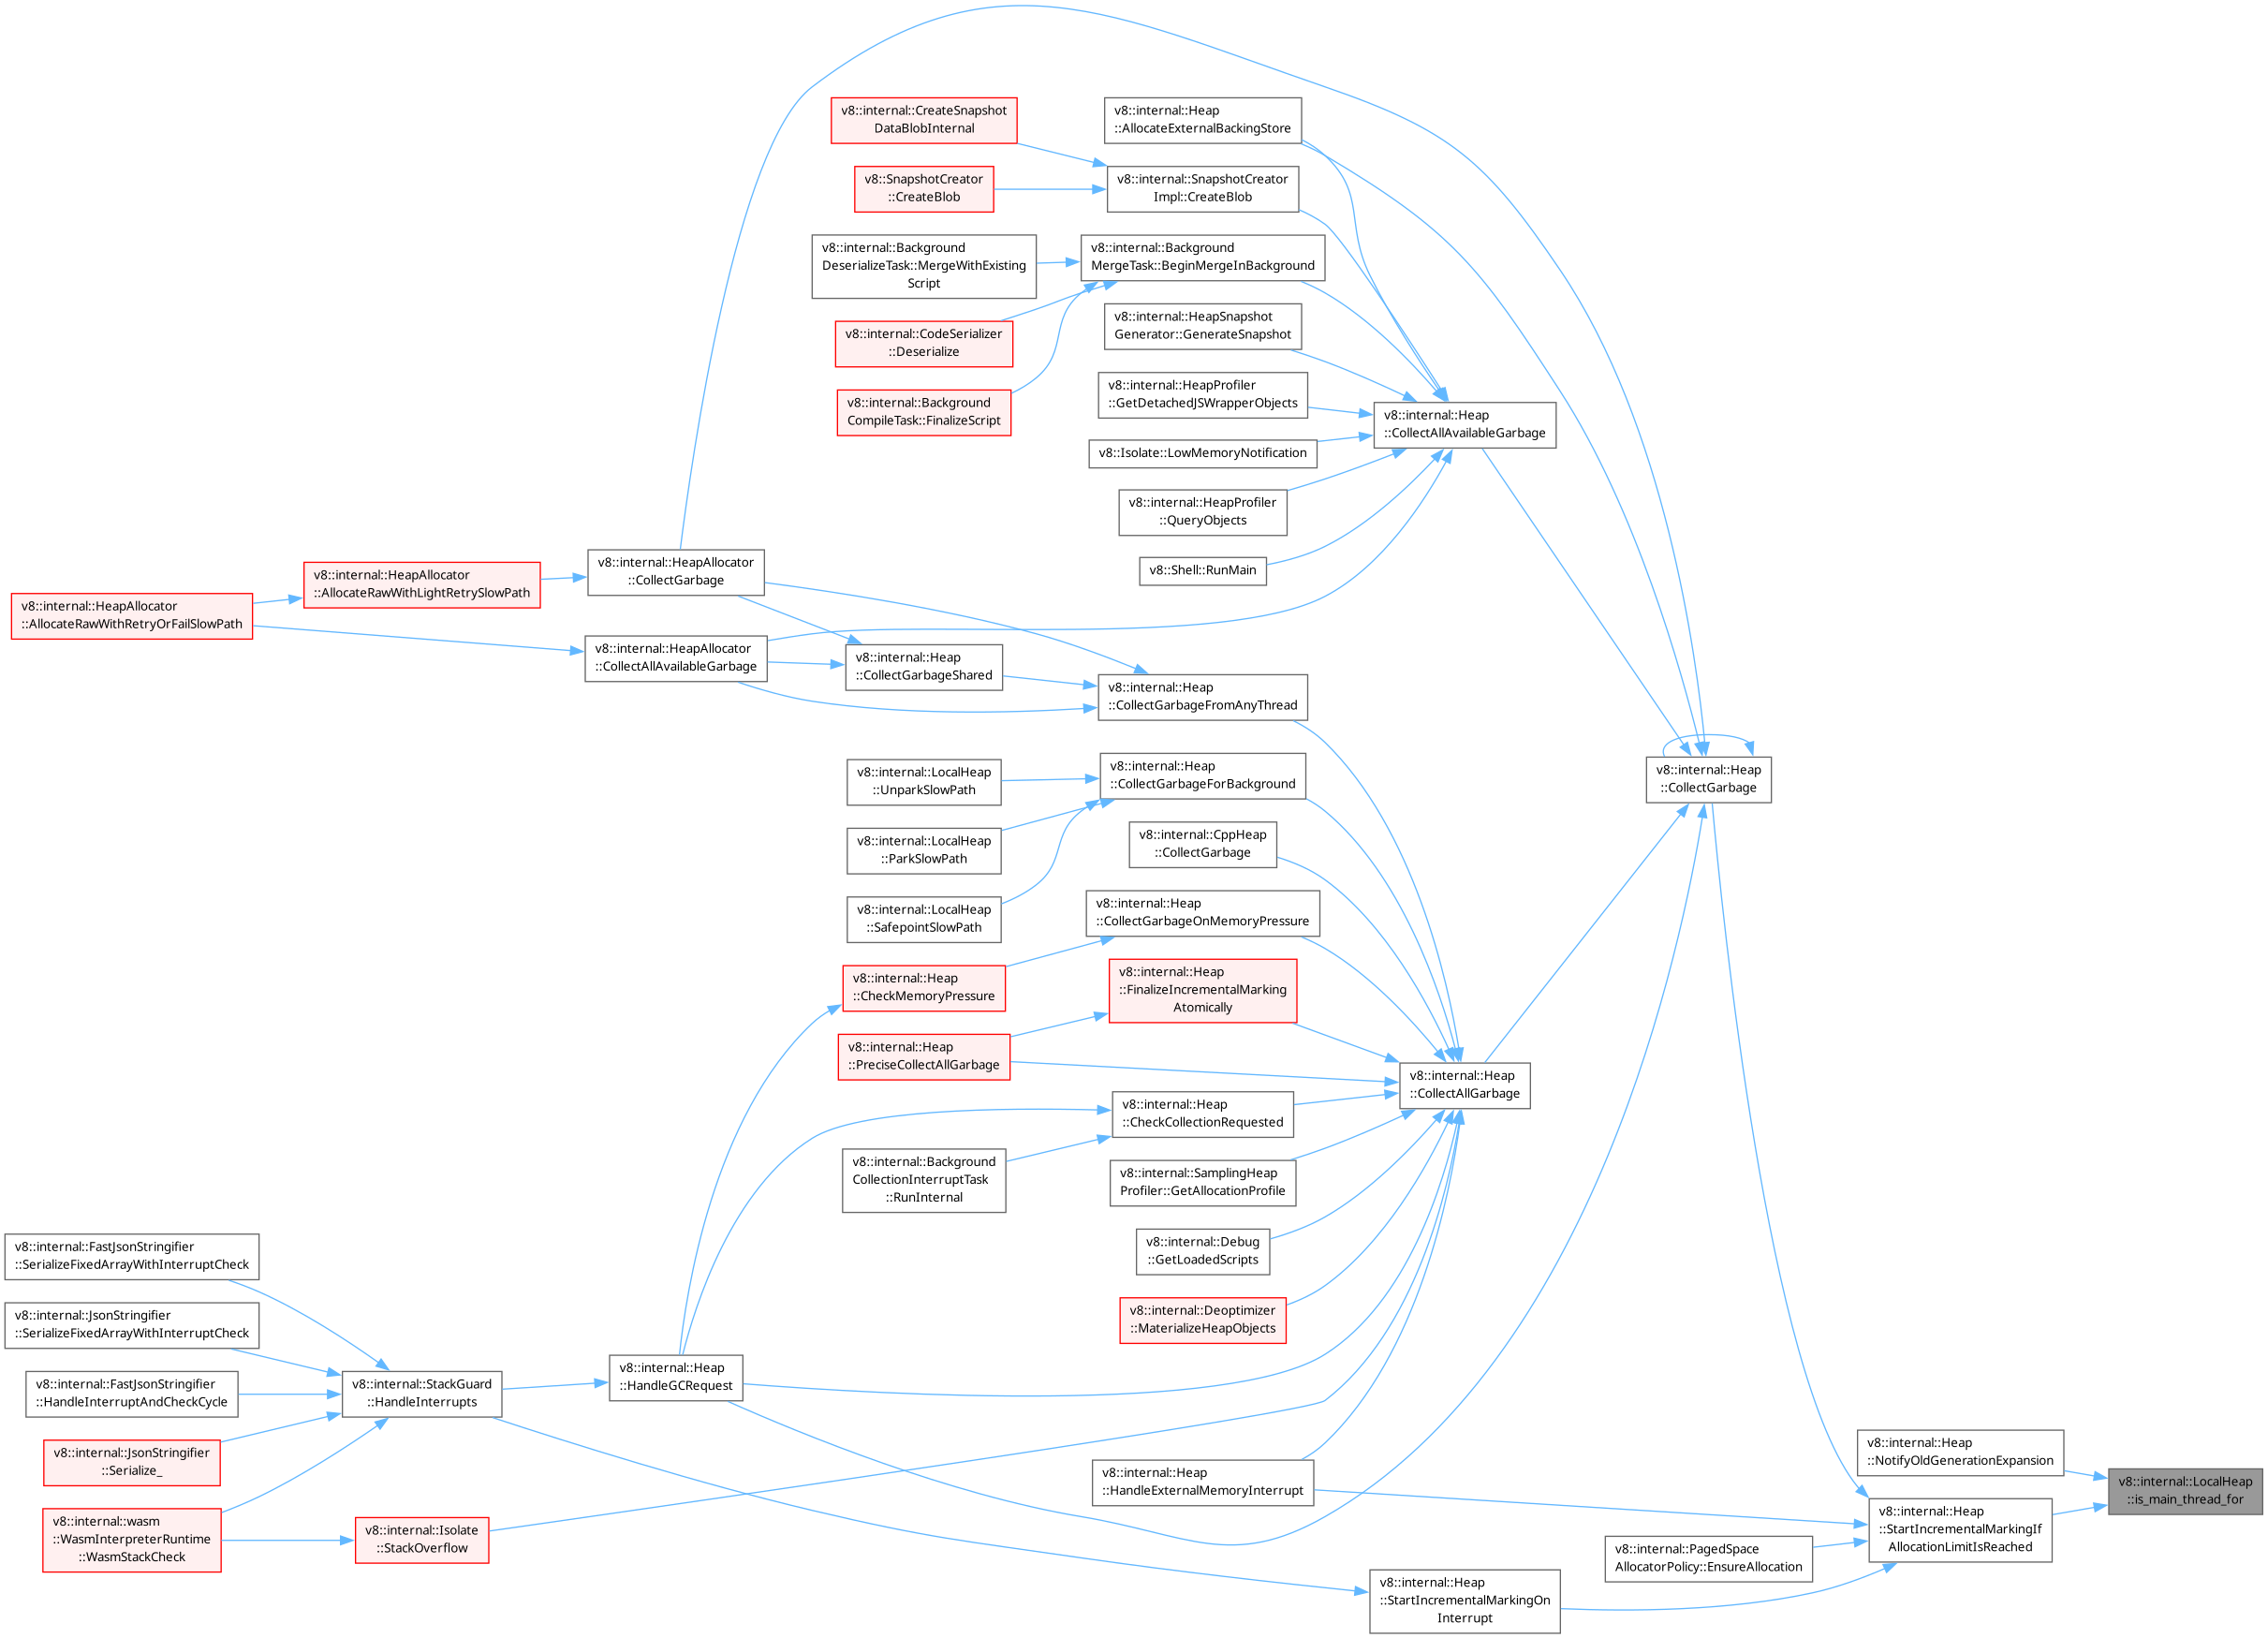 v8::internal::CreateSnapshot
DataBlobInternal
v8::internal::Heap
::AllocateExternalBackingStore
v8::SnapshotCreator
::CreateBlob
v8::internal::SnapshotCreator
Impl::CreateBlob
v8::internal::Background
DeserializeTask::MergeWithExisting
Script
v8::internal::Background
MergeTask::BeginMergeInBackground
v8::internal::CodeSerializer
::Deserialize
v8::internal::HeapSnapshot
Generator::GenerateSnapshot
v8::internal::Background
CompileTask::FinalizeScript
v8::internal::HeapProfiler
::GetDetachedJSWrapperObjects
v8::internal::Heap
::CollectAllAvailableGarbage
v8::Isolate::LowMemoryNotification
v8::internal::HeapProfiler
::QueryObjects
v8::Shell::RunMain
v8::internal::HeapAllocator
::CollectGarbage
v8::internal::HeapAllocator
::AllocateRawWithLightRetrySlowPath
v8::internal::HeapAllocator
::AllocateRawWithRetryOrFailSlowPath
v8::internal::HeapAllocator
::CollectAllAvailableGarbage
v8::internal::Heap
::CollectGarbageShared
v8::internal::Heap
::CollectGarbageFromAnyThread
v8::internal::LocalHeap
::UnparkSlowPath
v8::internal::Heap
::CollectGarbageForBackground
v8::internal::Heap
::CollectGarbage
v8::internal::LocalHeap
::ParkSlowPath
v8::internal::CppHeap
::CollectGarbage
v8::internal::LocalHeap
::SafepointSlowPath
v8::internal::Heap
::CollectGarbageOnMemoryPressure
v8::internal::Heap
::CheckMemoryPressure
v8::internal::Heap
::FinalizeIncrementalMarking
Atomically
v8::internal::Heap
::PreciseCollectAllGarbage
v8::internal::Heap
::CollectAllGarbage
v8::internal::Heap
::CheckCollectionRequested
v8::internal::Background
CollectionInterruptTask
::RunInternal
v8::internal::SamplingHeap
Profiler::GetAllocationProfile
v8::internal::Debug
::GetLoadedScripts
v8::internal::Deoptimizer
::MaterializeHeapObjects
v8::internal::FastJsonStringifier
::SerializeFixedArrayWithInterruptCheck
v8::internal::JsonStringifier
::SerializeFixedArrayWithInterruptCheck
v8::internal::FastJsonStringifier
::HandleInterruptAndCheckCycle
v8::internal::StackGuard
::HandleInterrupts
v8::internal::Heap
::HandleGCRequest
v8::internal::JsonStringifier
::Serialize_
v8::internal::wasm
::WasmInterpreterRuntime
::WasmStackCheck
v8::internal::Isolate
::StackOverflow
v8::internal::Heap
::HandleExternalMemoryInterrupt
v8::internal::Heap
::NotifyOldGenerationExpansion
v8::internal::LocalHeap
::is_main_thread_for
v8::internal::Heap
::StartIncrementalMarkingIf
AllocationLimitIsReached
v8::internal::PagedSpace
AllocatorPolicy::EnsureAllocation
v8::internal::Heap
::StartIncrementalMarkingOn
Interrupt